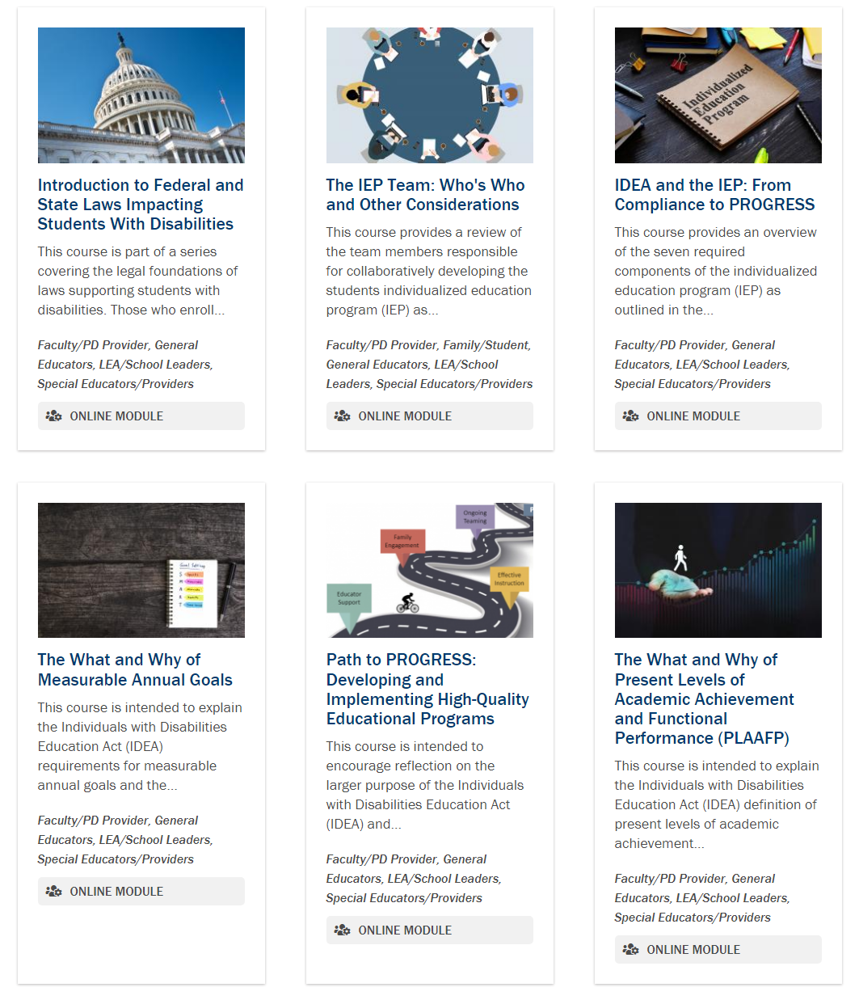 Introduction to Federal and
State Laws Impacting
Students With Disabilities
This course is part of a series
covering the legal foundations of
laws supporting students with
disabilities. Those who enroll...
Faculty/PD Provider, General
Educators, LEA/School Leaders,
Special Educators/Providers
ONLINE MODULE
The IEP Team: Who's Who
and Other Considerations
This course provides a review of
the team members responsible
for collaboratively developing the
students individualized education
program (IEP) as...
Faculty/PD Provider, Family/Student,
General Educators, LEA/School
Leaders, Special Educators/Providers
ONLINE MODULE
Individualized
Education
Program
IDEA and the IEP: From
Compliance to PROGRESS
This course provides an overview
of the seven required
components of the individualized
education program (IEP) as
outlined in the...
Faculty/PD Provider, General
Educators, LEA/School Leaders,
Special Educators/Providers
ONLINE MODULE
Goal Setting
S
M
A
R
T
The What and Why of
Measurable Annual Goals
This course is intended to explain
the Individuals with Disabilities
Education Act (IDEA)
requirements for measurable
annual goals and the...
Faculty/PD Provider, General
Educators, LEA/School Leaders,
Special Educators/Providers
ONLINE MODULE
Ongoing
Teaming
Family
Engagement
Effective
Instruction
Educator
Support
Path to PROGRESS:
Developing and
Implementing High-Quality
Educational Programs
This course is intended to
encourage reflection on the
larger purpose of the Individuals
with Disabilities Education Act
(IDEA) and...
Faculty/PD Provider, General
Educators, LEA/School Leaders,
Special Educators/Providers
ONLINE MODULE
The What and Why of
Present Levels of
Academic Achievement
and Functional
Performance (PLAAFP)
This course is intended to explain
the Individuals with Disabilities
Education Act (IDEA) definition of
present levels of academic
achievement...
Faculty/PD Provider, General
Educators, LEA/School Leaders,
Special Educators/Providers
ONLINE MODULE